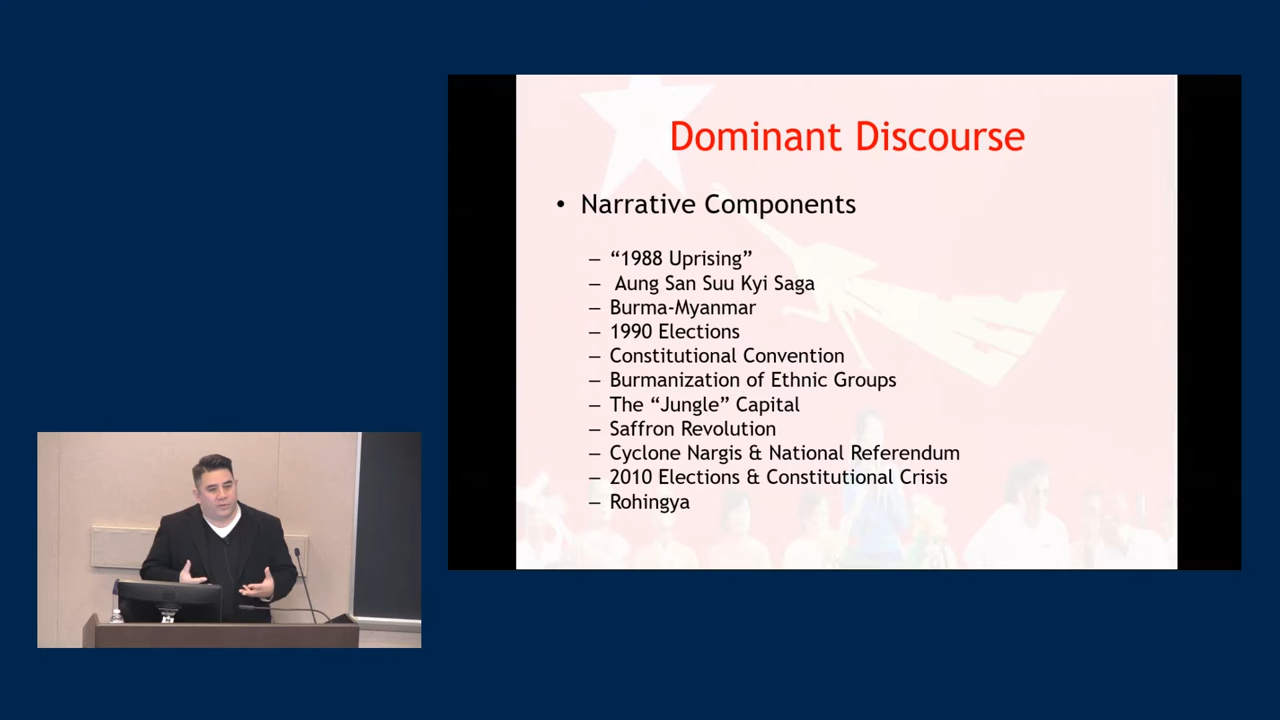 Dominant Discourse
• Narrative Components
– “1988 Uprising”
– Aung San Suu Kyi Saga
– Burma-Myanmar
– 1990 Elections
– Constitutional Convention
– Burmanization of Ethnic Groups
– The “Jungle” Capital
– Saffron Revolution
– Cyclone Nargis & National Referendum
– 2010 Elections & Constitutional Crisis
– Rohingya